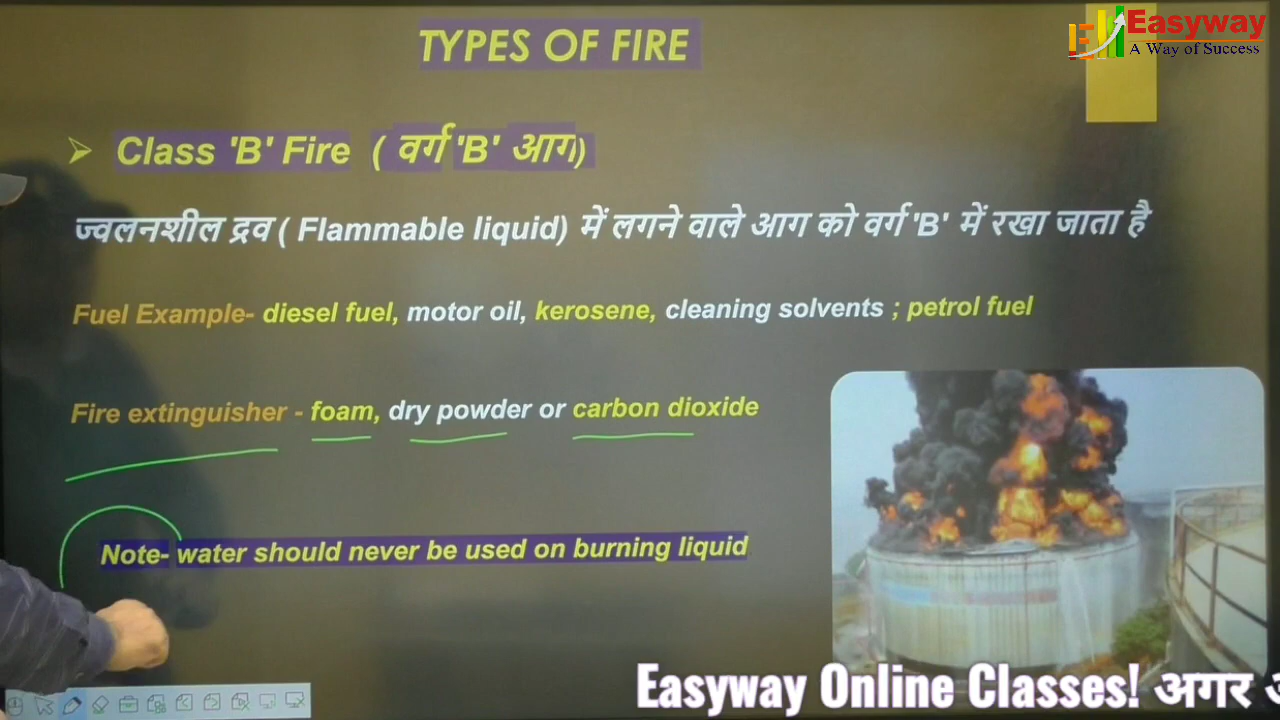 TYPES OF FIRE
Easyway
A Way of Success
Class 'B' Fire ( वर्ग 'B' आग)
ज्वलनशील द्रव ( Flammable liquid) में लगने वाले आग को वर्ग 'B' में रखा जाता है
Fuel Example- diesel fuel, motor oil, kerosene, cleaning solvents ; petrol fuel
Fire extinguisher - foam, dry powder or carbon dioxide
Note- water should never be used on burning liquid
Easyway Online Classes! अगर